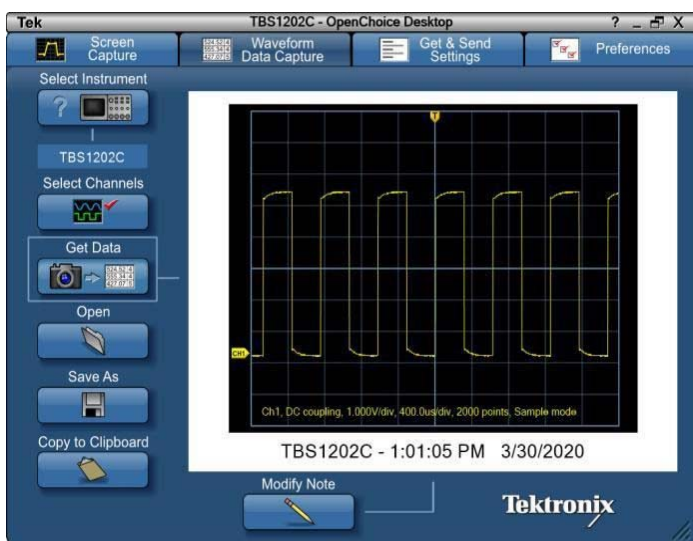 Tek TBS1202C - OpenChoice Desktop ?
Screen Capture
Waveform Data Capture
Get & Send Settings
Preferences
Select Instrument
?
TBS1202C
Select Channels
Get Data
Open
Save As
Copy to Clipboard
T
CH1
Ch1, DC coupling, 1.000V/div, 400.0us/div, 2000 points, Sample mode
TBS1202C - 1:01:05 PM 3/30/2020
Modify Note
Tektronix